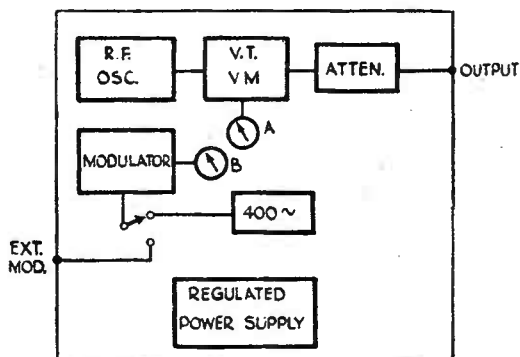 R.F.
OSC.
V.T.
VM
ATTEN.
OUTPUT
A
MODULATOR
B
400~
EXT.
MOD.
REGULATED
POWER SUPPLY